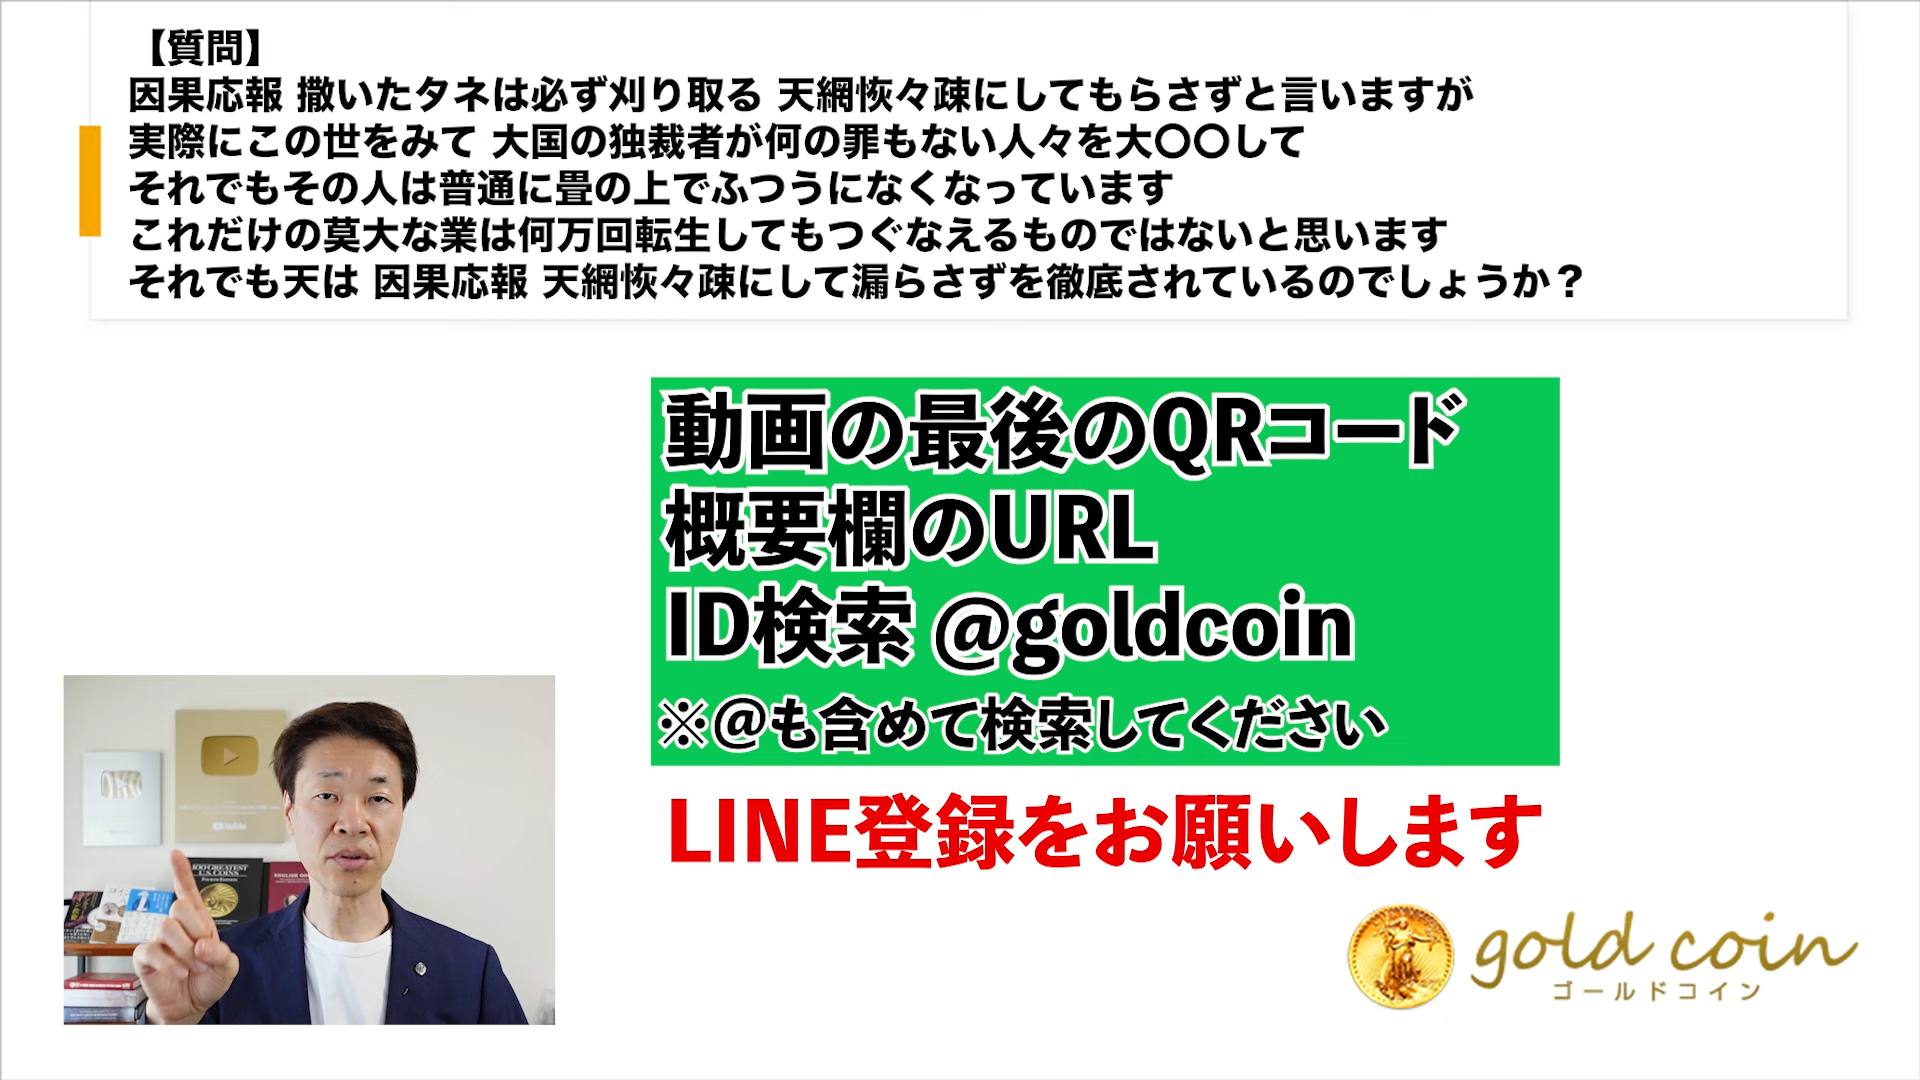 【質問】
因果応報 撒いたタネは必ず刈り取る 天網恢々疎にしてもらさずと言いますが
実際にこの世をみて 大国の独裁者が何の罪もない人々を大〇〇して
それでもその人は普通に畳の上でふつうになくなっています
これだけの莫大な業は何万回転生してもつぐなえるものではないと思います
それでも天は 因果応報 天網恢々疎にして漏らさずを徹底されているのでしょうか？
動画の最後のQRコード
概要欄のURL
ID検索 @goldcoin
※@も含めて検索してください
LINE登録をお願いします
YouTube
100 GREATEST
U.S. COINS
gold coin
ゴールドコイン